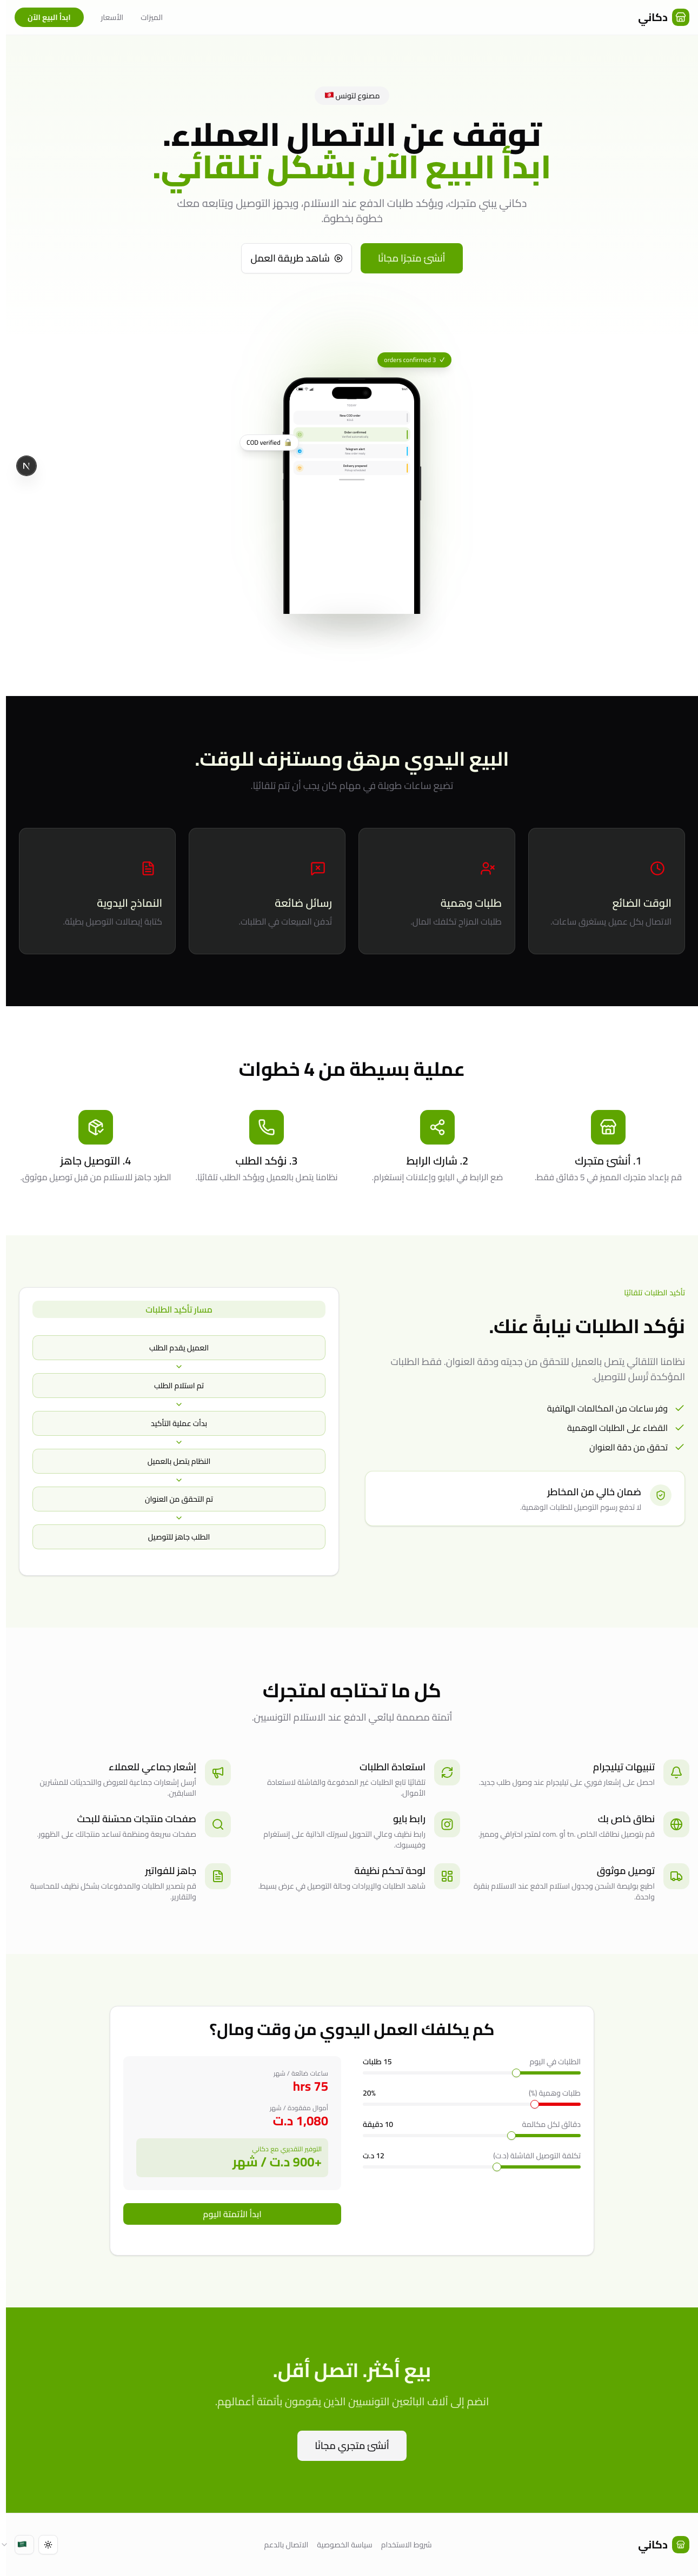 دكاني
الميزات
الأسعار
ابدأ البيع الآن
مصنوع لتونس
توقف عن الاتصال العملاء.
ابدأ البيع الآن بشكل تلقائي.
دكاني يبني متجرك، ويؤكد طلبات الدفع عند الاستلام، ويجهز التوصيل ويتابعه معك
خطوة بخطوة.
أنشئ متجرًا مجانًا
شاهد طريقة العمل
3 orders confirmed
New COD order
Order confirmed
COD verified
Telegram alert
Delivery prepared
N
البيع اليدوي مرهق ومستنزف للوقت.
تضيع ساعات طويلة في مهام كان يجب أن تتم تلقائيًا.
الوقت الضائع
الاتصال بكل عميل يستغرق ساعات.
طلبات وهمية
طلبات المزاح تكلفك المال.
رسائل ضائعة
تُدفن المبيعات في الطلبات.
النماذج اليدوية
كتابة إيصالات التوصيل بطيئة.
عملية بسيطة من 4 خطوات
1. أنشئ متجرك
قم بإعداد متجرك المميز في 5 دقائق فقط.
2. شارك الرابط
ضع الرابط في البايو وإعلانات إنستغرام.
3. نؤكد الطلب
نظامنا يتصل بالعميل ويؤكد الطلب تلقائيًا.
4. التوصيل جاهز
الطرد جاهز للاستلام من قبل توصيل موثوق.
تأكيد الطلبات تلقائيًا
نؤكد الطلبات نيابةً عنك.
نظامنا التلقائي يتصل بالعميل للتحقق من جديته ودقة العنوان. فقط الطلبات
المؤكدة تُرسل للتوصيل.
وفر ساعات من المكالمات الهاتفية
القضاء على الطلبات الوهمية
تحقق من دقة العنوان
ضمان خالي من المخاطر
لا تدفع رسوم التوصيل للطلبات الوهمية.
مسار تأكيد الطلبات
العميل يقدم الطلب
تم استلام الطلب
بدأت عملية التأكيد
النظام يتصل بالعميل
تم التحقق من العنوان
الطلب جاهز للتوصيل
كل ما تحتاجه لمتجرك
أتمتة مصممة لبائعي الدفع عند الاستلام التونسيين.
تنبيهات تيليجرام
احصل على إشعار فوري على تيليجرام عند وصول طلب جديد.
استعادة الطلبات
تلقائيًا تابع الطلبات غير المدفوعة والفاشلة لاستعادة
الأموال.
إشعار جماعي للعملاء
أرسل إشعارات جماعية للعروض والتحديثات للمشترين
السابقين.
نطاق خاص بك
قم بتوصيل نطاقك الخاص .tn أو .com لمتجر احترافي ومميز.
رابط بايو
رابط نظيف وعالي التحويل لسيرتك الذاتية على إنستغرام
وفيسبوك.
صفحات منتجات محسّنة للبحث
صفحات سريعة ومنظمة تساعد منتجاتك على الظهور.
توصيل موثوق
اطبع بوليصة الشحن وجدول استلام الدفع عند الاستلام بنقرة
واحدة.
لوحة تحكم نظيفة
شاهد الطلبات والإيرادات وحالة التوصيل في عرض بسيط.
جاهز للفواتير
قم بتصدير الطلبات والمدفوعات بشكل نظيف للمحاسبة
والتقارير.
كم يكلفك العمل اليدوي من وقت ومال؟
الطلبات في اليوم
15 طلبات
طلبات وهمية (%)
20%
دقائق لكل مكالمة
10 دقيقة
تكلفة التوصيل الفاشلة (د.ت)
12 د.ت
ساعات ضائعة / شهر
75 hrs
أموال مفقودة / شهر
1,080 د.ت
التوفير التقديري مع دكاني
+900 د.ت / شهر
ابدأ الأتمتة اليوم
بيع أكثر. اتصل أقل.
انضم إلى آلاف البائعين التونسيين الذين يقومون بأتمتة أعمالهم.
أنشئ متجري مجانًا
دكاني
شروط الاستخدام
سياسة الخصوصية
الاتصال بالدعم